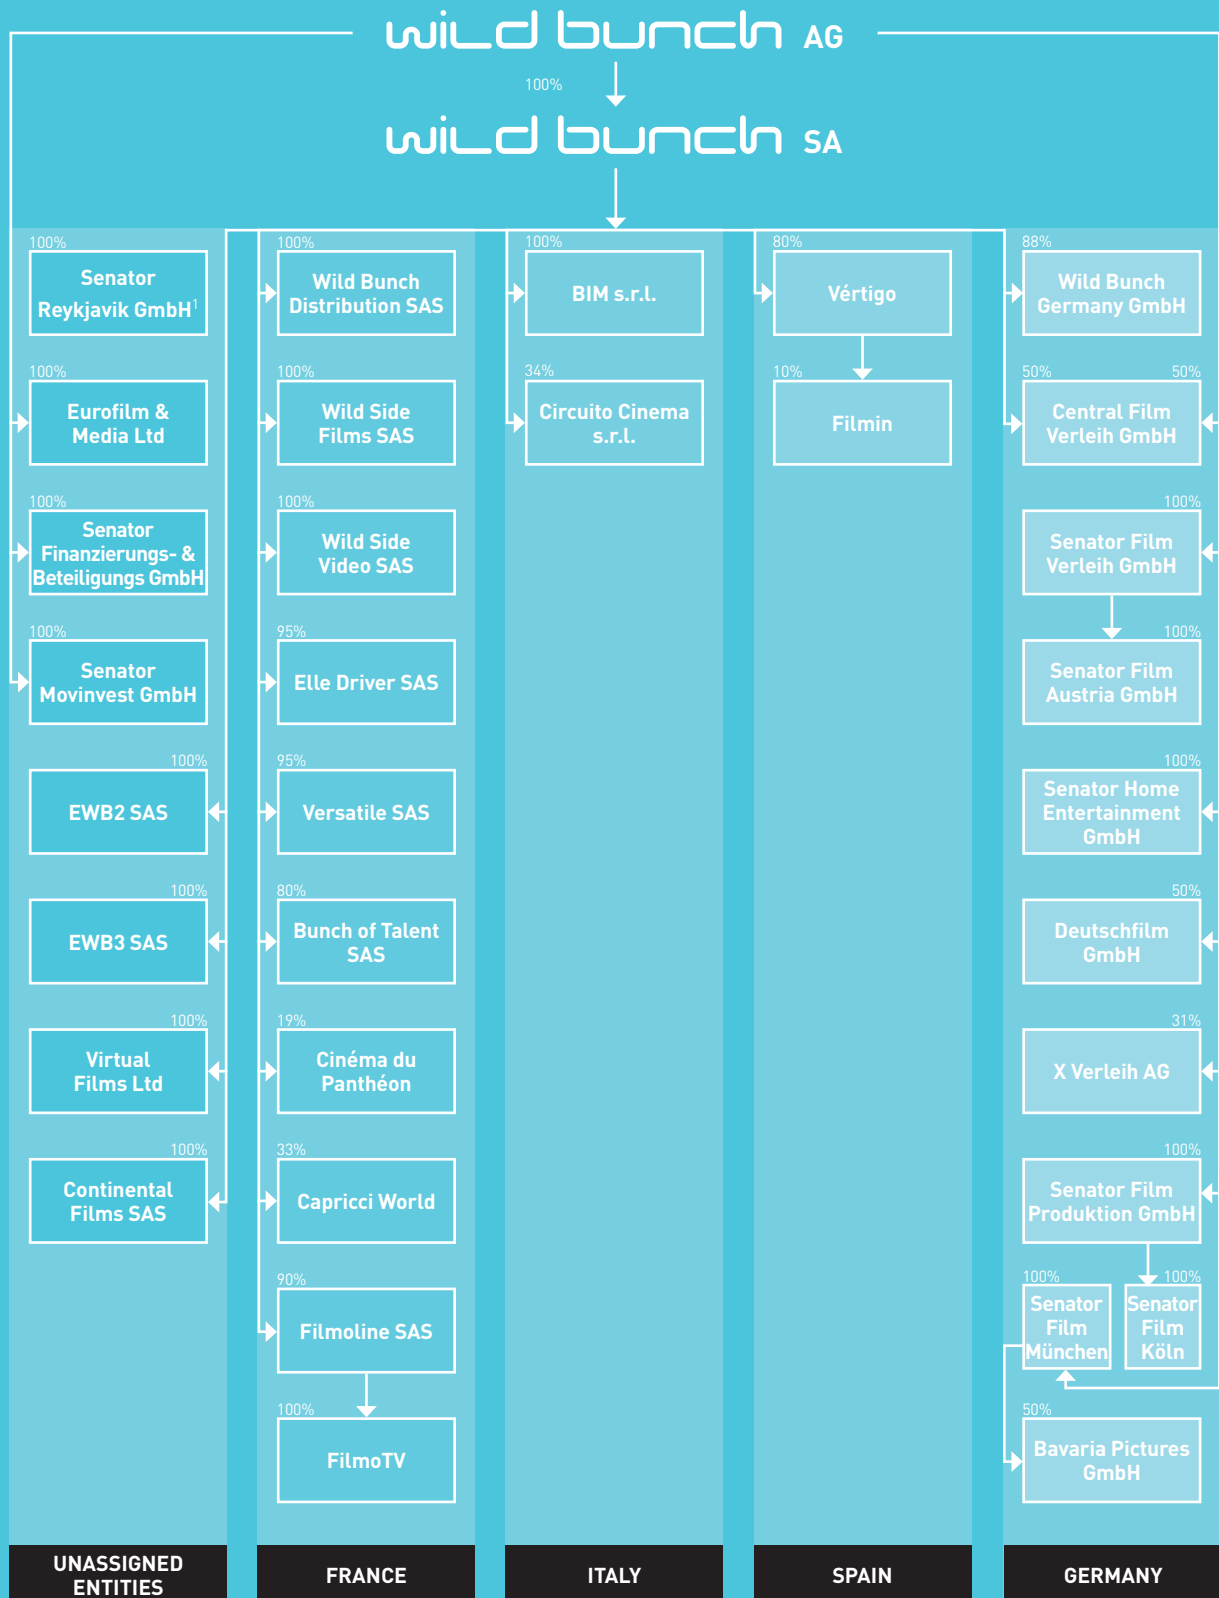 wild bunch AG
100%
wild bunch SA
100%
Senator
Reykjavik GmbH1
100%
Eurofilm &
Media Ltd
100%
Senator
Finanzierungs- &
Beteiligungs GmbH
100%
Senator
Movinvest GmbH
100%
EWB2 SAS
100%
EWB3 SAS
100%
Virtual
Films Ltd
100%
Continental
Films SAS
UNASSIGNED
ENTITIES
100%
Wild Bunch
Distribution SAS
100%
Wild Side
Films SAS
100%
Wild Side
Video SAS
95%
Elle Driver SAS
95%
Versatile SAS
80%
Bunch of Talent
SAS
19%
Cinéma du
Panthéon
33%
Capricci World
90%
Filmoline SAS
100%
FilmoTV
FRANCE
100%
BIM s.r.l.
34%
Circuito Cinema
s.r.l.
ITALY
80%
Vértigo
10%
Filmin
SPAIN
88%
Wild Bunch
Germany GmbH
50% 50%
Central Film
Verleih GmbH
100%
Senator Film
Verleih GmbH
100%
Senator Film
Austria GmbH
100%
Senator Home
Entertainment
GmbH
50%
Deutschfilm
GmbH
31%
X Verleih AG
100%
Senator Film
Produktion GmbH
100%
Senator
Film
München
100%
Senator
Film
Köln
50%
Bavaria Pictures
GmbH
GERMANY